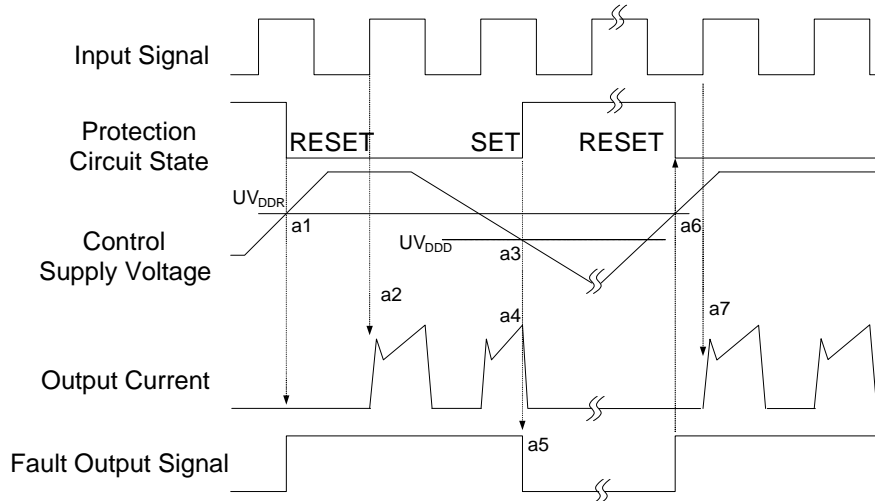 Input Signal
Protection
Circuit State
RESET
SET
RESET
UVDDR
a1
a6
Control
Supply Voltage
UVDDD
a3
a2
a4
a7
Output Current
a5
Fault Output Signal